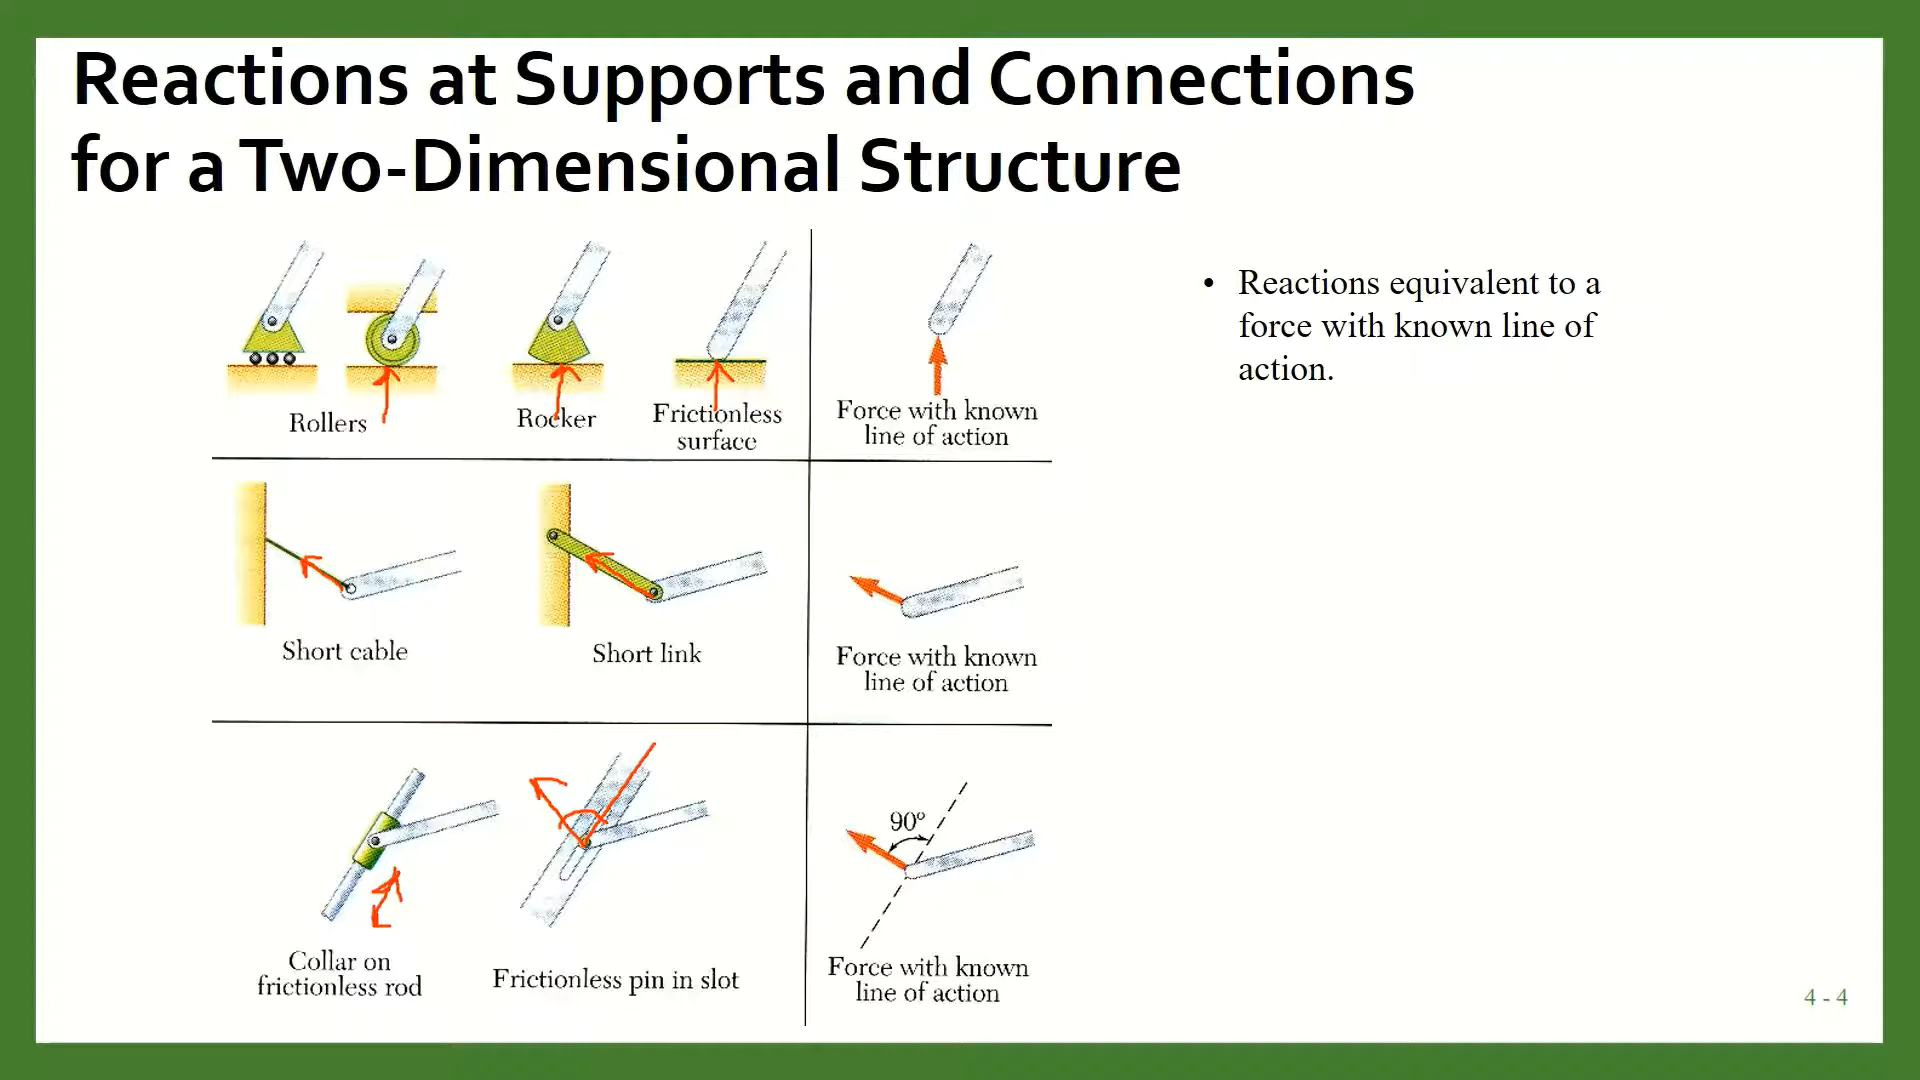 Reactions at Supports and Connections
for a Two-Dimensional Structure
Rollers
Rocker
Frictionless
surface
Force with known
line of action
• Reactions equivalent to a
force with known line of
action.
Short cable
Short link
Force with known
line of action
90º
Collar on
frictionless rod
Frictionless pin in slot
Force with known
line of action
4 - 4